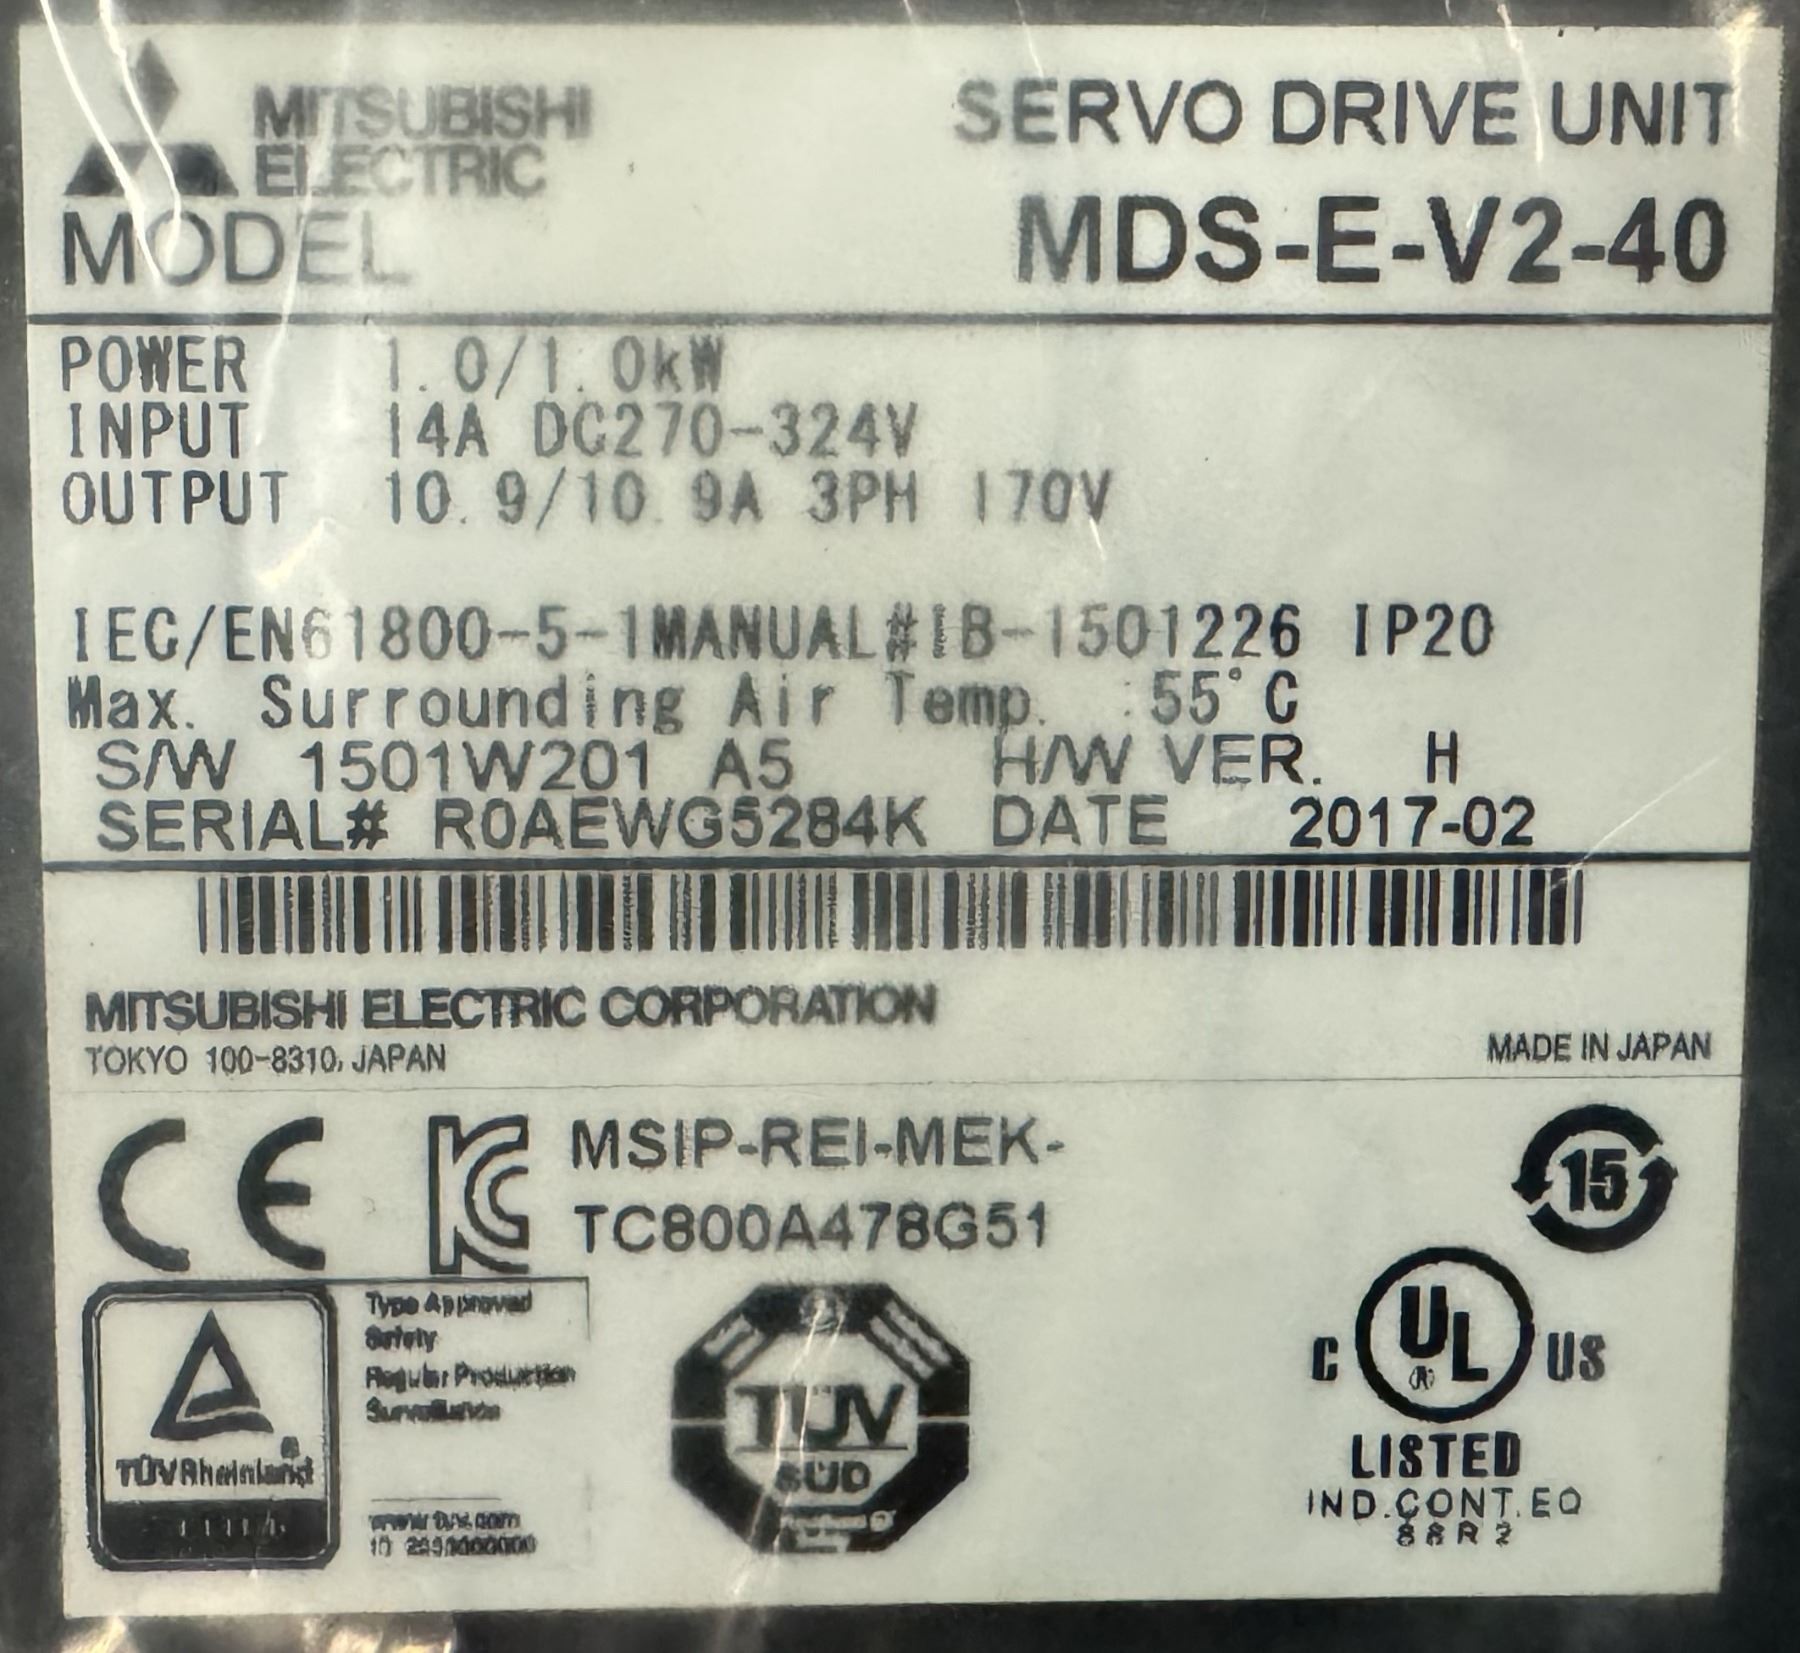 MITSUBISHI
ELECTRIC
SERVO DRIVE UNIT
MODEL MDS-E-V2-40
POWER 1.0/1.0kW
INPUT 14A DC270-324V
OUTPUT 10.9/10.9A 3PH 170V
IEC/EN61800-5-1MANUAL#IB-1501226 IP20
Max. Surrounding Air Temp. :55°C
S/W 1501W201 A5 H/W VER. H
SERIAL# R0AEWG5284K DATE 2017-02
MITSUBISHI ELECTRIC CORPORATION
TOKYO 100-8310, JAPAN
MADE IN JAPAN
CE
MSIP-REI-MEK-
TC800A478G51
15
Type Approved
Safety
Regular Production
Surveillance
TÜVRheinland®
www.tuv.com
TÜV
SÜD
C UL® US
LISTED
IND.CONT.EQ
88R2